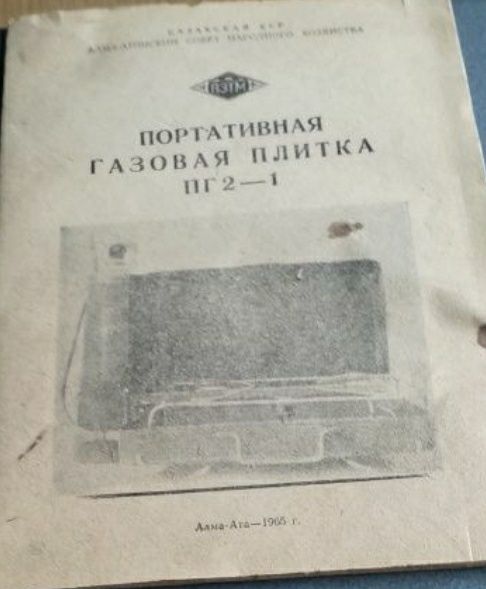 КАЗАХСКАЯ ССР
АЛМА-АТИНСКИЙ СОВЕТ НАРОДНОГО ХОЗЯЙСТВА
ПОРТАТИВНАЯ
ГАЗОВАЯ ПЛИТКА
ПГ2—1
Алма-Ата—1965 г.